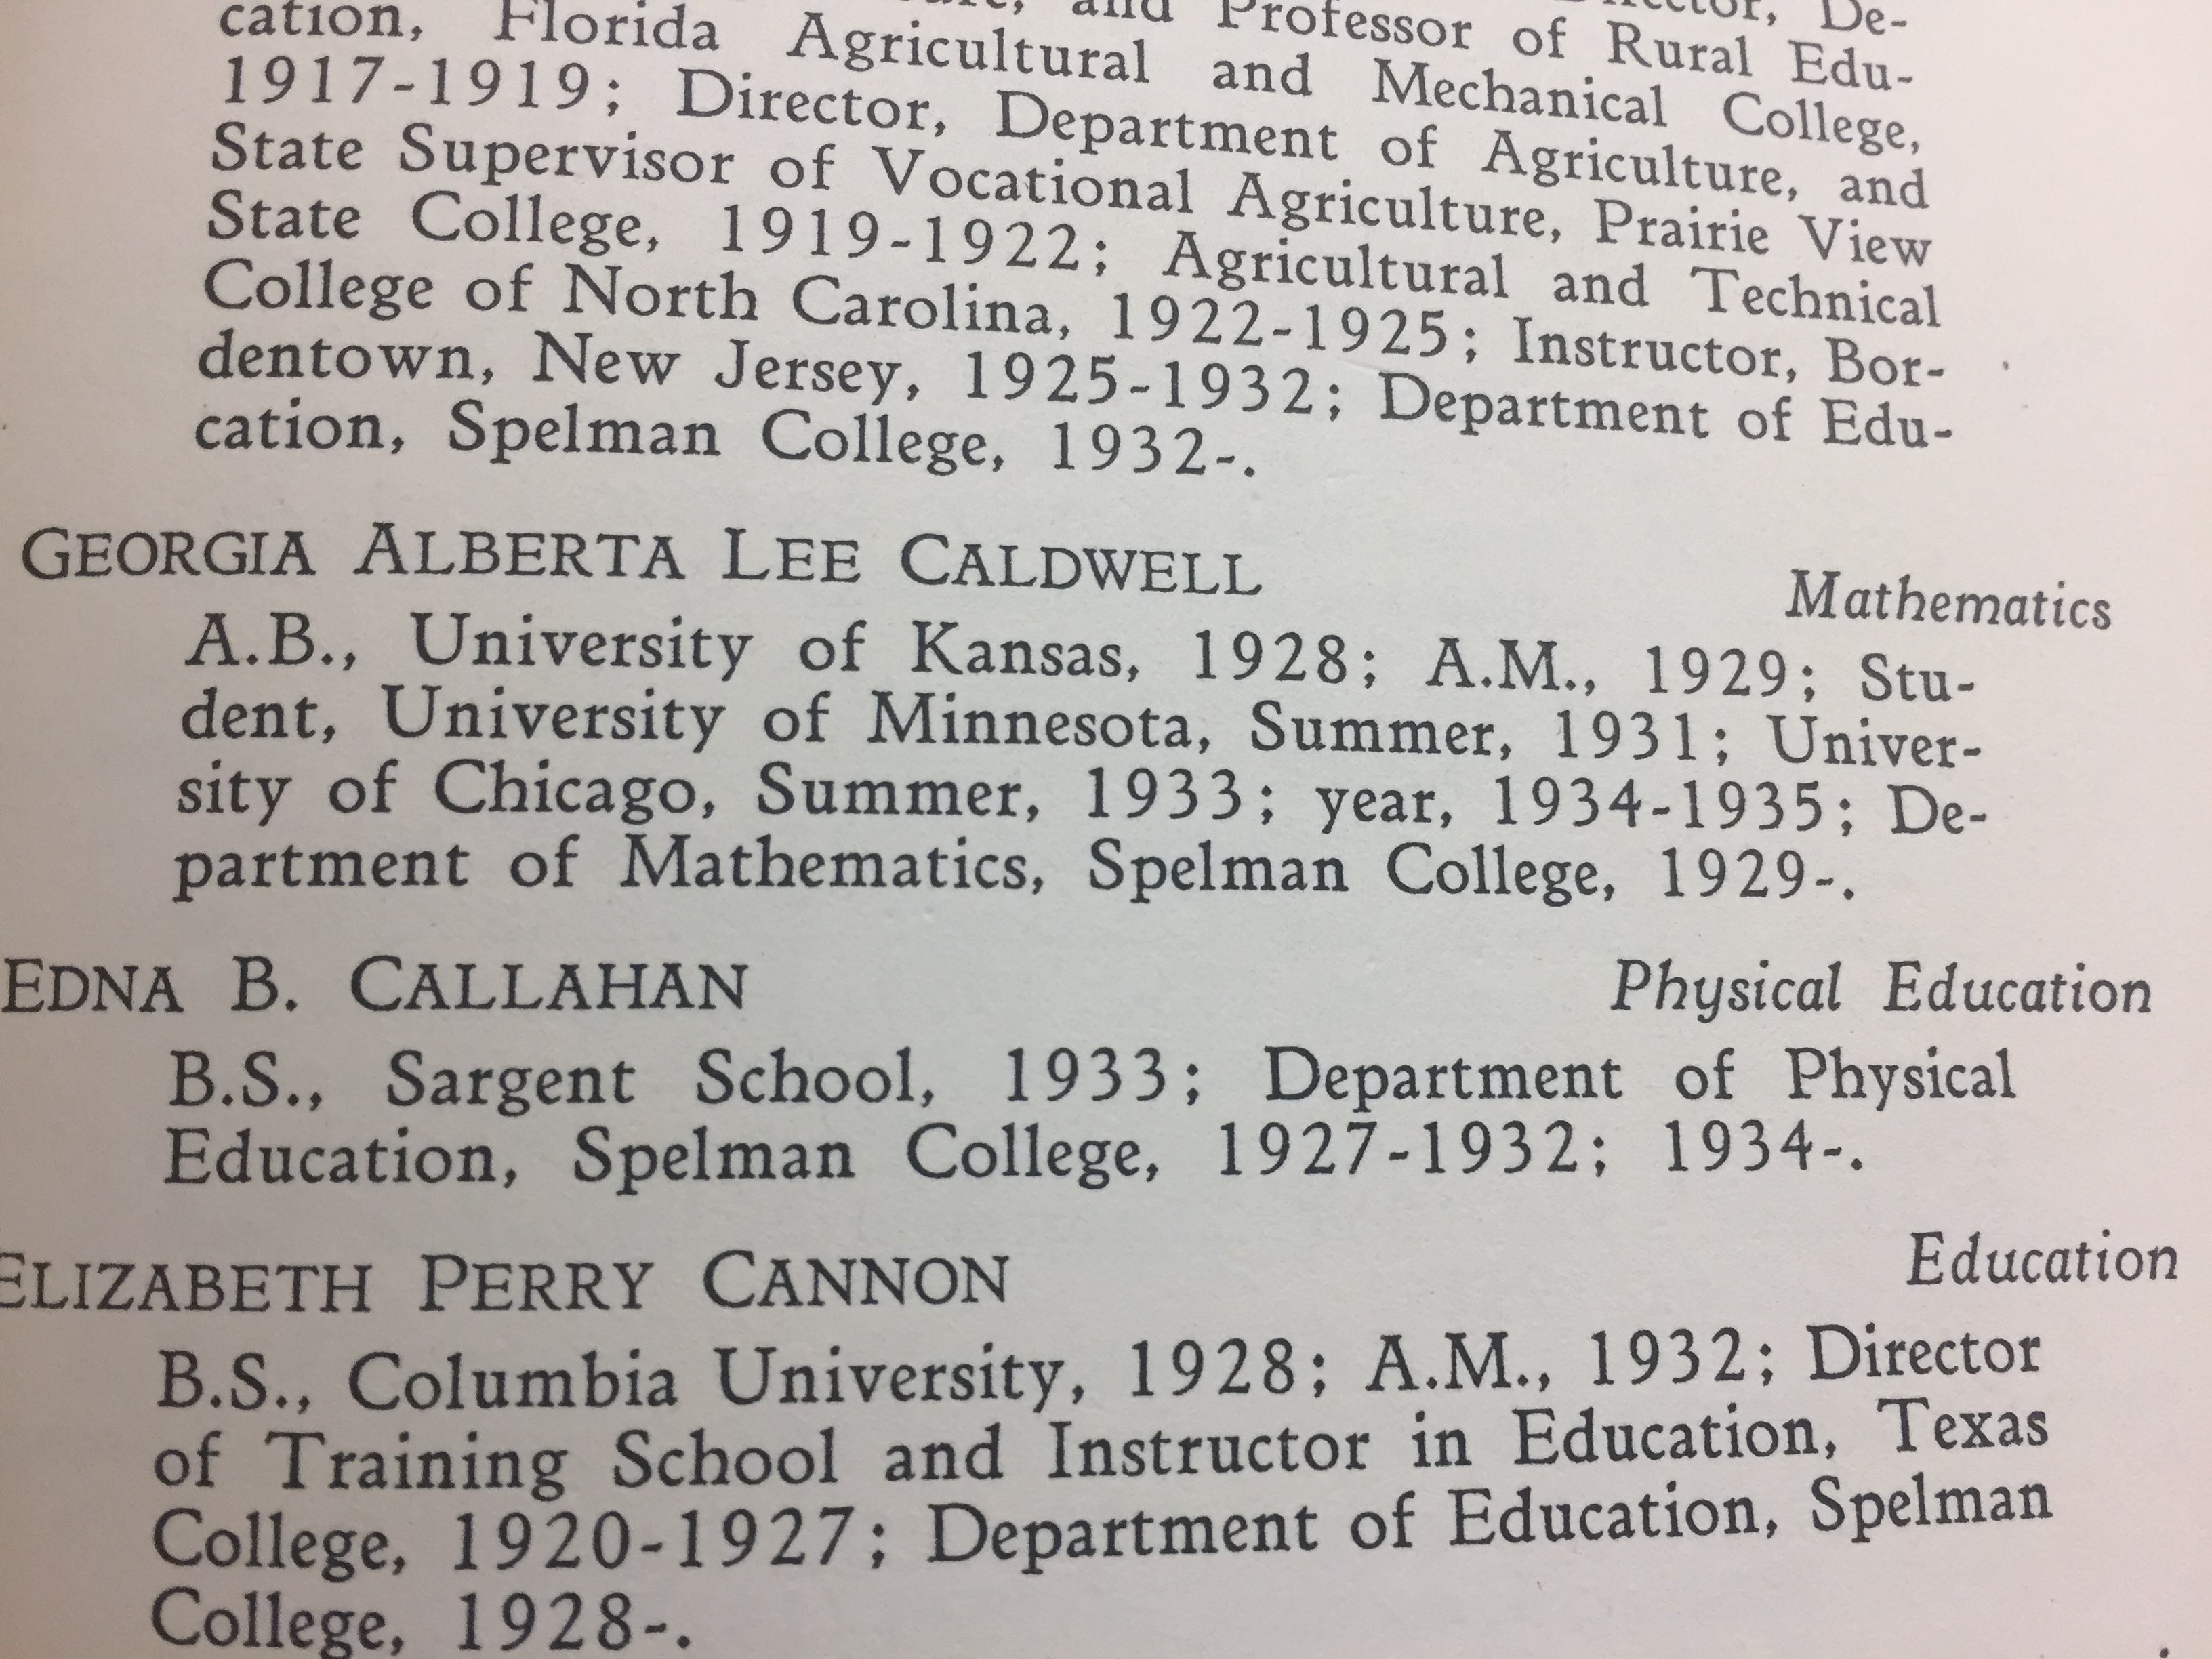 and Professor of Rural Edu-
cation, Florida Agricultural and Mechanical College,
1917-1919; Director, Department of Agriculture, and
State Supervisor of Vocational Agriculture, Prairie View
State College, 1919-1922; Agricultural and Technical
College of North Carolina, 1922-1925; Instructor, Bor-
dentown, New Jersey, 1925-1932; Department of Edu-
cation, Spelman College, 1932-.
GEORGIA ALBERTA LEE CALDWELL Mathematics
A.B., University of Kansas, 1928; A.M., 1929; Stu-
dent, University of Minnesota, Summer, 1931; Univer-
sity of Chicago, Summer, 1933; year, 1934-1935; De-
partment of Mathematics, Spelman College, 1929-.
EDNA B. CALLAHAN Physical Education
B.S., Sargent School, 1933; Department of Physical
Education, Spelman College, 1927-1932; 1934-.
ELIZABETH PERRY CANNON Education
B.S., Columbia University, 1928; A.M., 1932; Director
of Training School and Instructor in Education, Texas
College, 1920-1927; Department of Education, Spelman
College, 1928-.